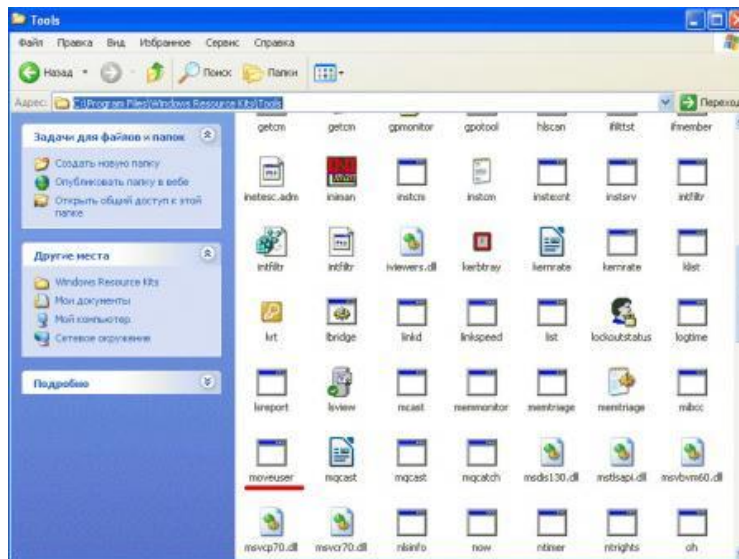 Tools
Файл Правка Вид Избранное Сервис Справка
Назад Поиск Папки
Адрес: C:\Program Files\Windows Resource Kits\Tools Переход
Задачи для файлов и папок
Создать новую папку
Опубликовать папку в вебе
Открыть общий доступ к этой
папке
Другие места
Windows Resource Kits
Мои документы
Мой компьютер
Сетевое окружение
Подробно
getcm getcm gpmonitor gpotool hlscan ifilttst ifmember
inetesc.adm iniman instcm instcm instexnt instsrv intfiltr
intfiltr intfiltr iviewers.dll kerbtray kernrate kernrate klist
krt lbridge linkd linkspeed list lockoutstatus logtime
lsreport lsview mcast memmonitor memtriage memtriage mibcc
moveuser mqcast mqcast mqcatch msdis130.dll mstlsapi.dll msvbvm60.dll
msvcp70.dll msvcr70.dll nlsinfo now ntimer ntrights oh